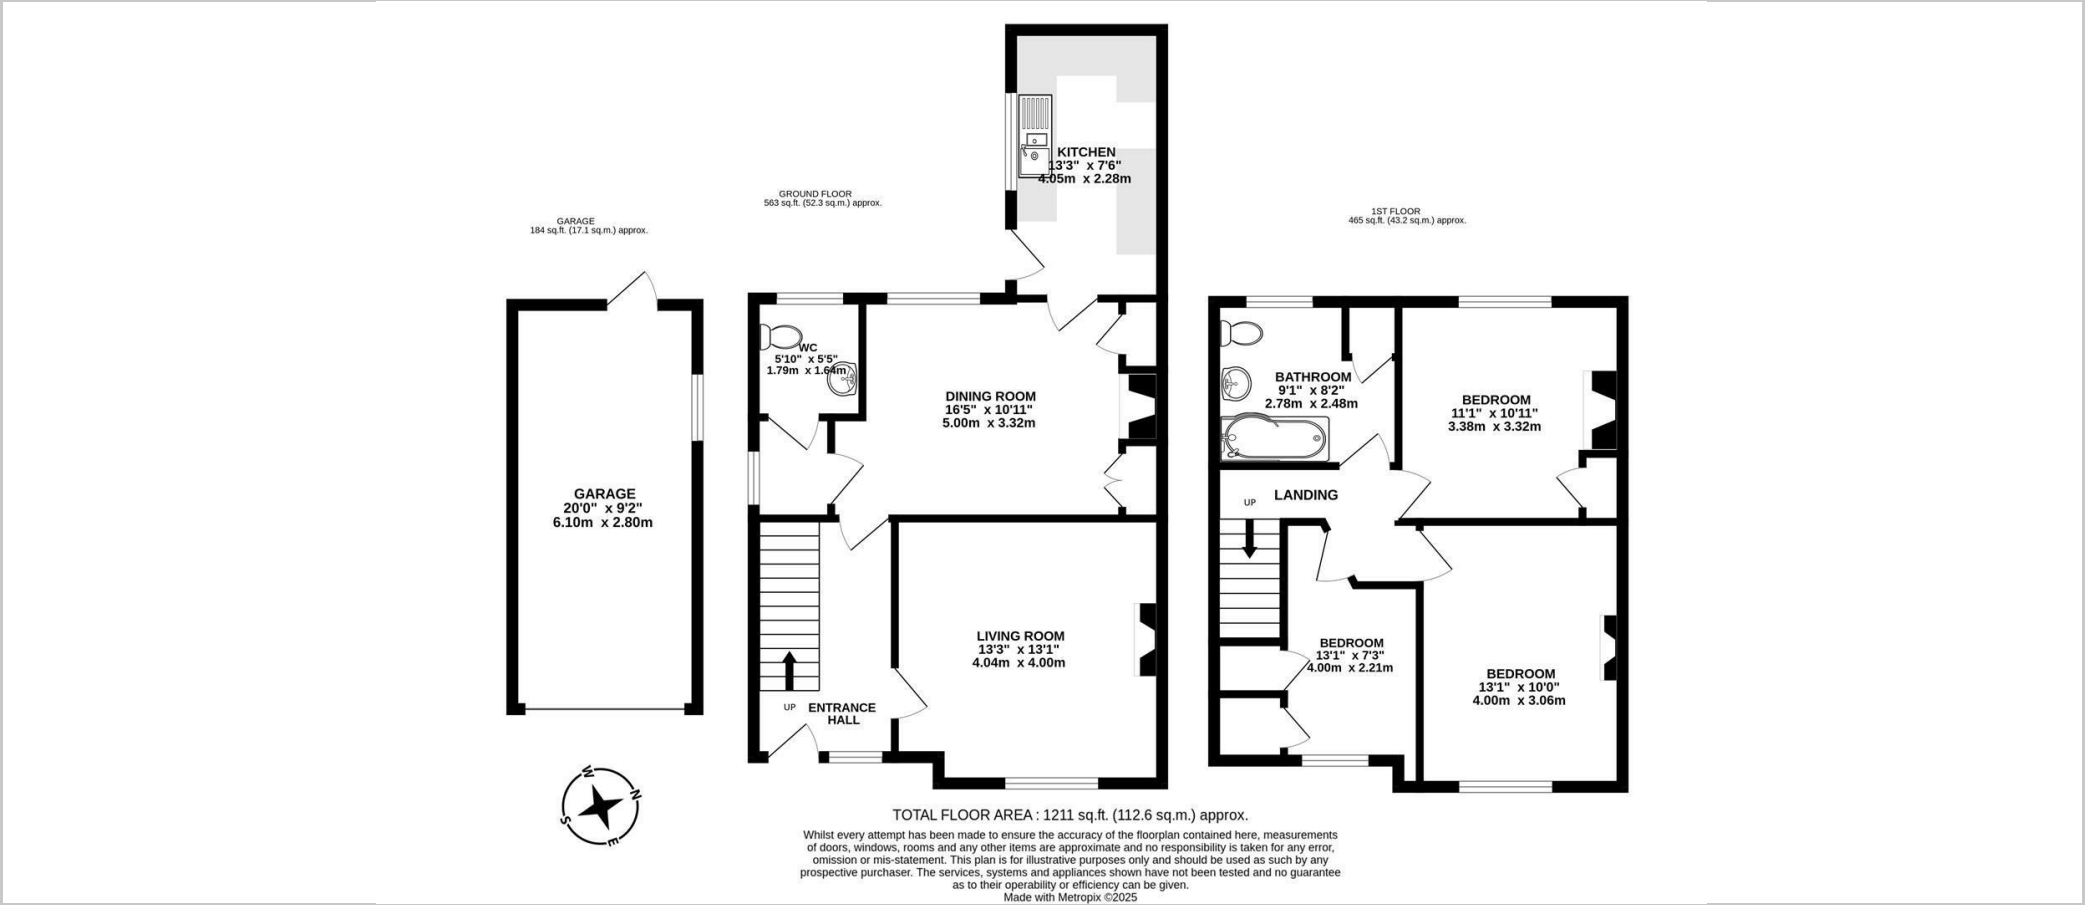 GARAGE
184 sq.ft. (17.1 sq.m.) approx.
GROUND FLOOR
563 sq.ft. (52.3 sq.m.) approx.
1ST FLOOR
465 sq.ft. (43.2 sq.m.) approx.
KITCHEN
13'3" x 7'6"
4.05m x 2.28m
WC
5'10" x 5'5"
1.79m x 1.64m
DINING ROOM
16'5" x 10'11"
5.00m x 3.32m
BATHROOM
9'1" x 8'2"
2.78m x 2.48m
BEDROOM
11'1" x 10'11"
3.38m x 3.32m
GARAGE
20'0" x 9'2"
6.10m x 2.80m
UP
LANDING
LIVING ROOM
13'3" x 13'1"
4.04m x 4.00m
BEDROOM
13'1" x 7'3"
4.00m x 2.21m
BEDROOM
13'1" x 10'0"
4.00m x 3.06m
UP
ENTRANCE
HALL
W
N
S
E
TOTAL FLOOR AREA : 1211 sq.ft. (112.6 sq.m.) approx.
Whilst every attempt has been made to ensure the accuracy of the floorplan contained here, measurements
of doors, windows, rooms and any other items are approximate and no responsibility is taken for any error,
omission or mis-statement. This plan is for illustrative purposes only and should be used as such by any
prospective purchaser. The services, systems and appliances shown have not been tested and no guarantee
as to their operability or efficiency can be given.
Made with Metropix ©2025